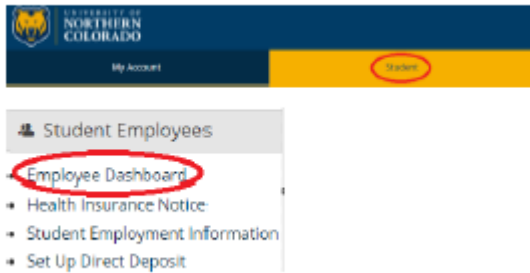 UNIVERSITY OF
NORTHERN
COLORADO
My Account
Student
Student Employees
Employee Dashboard
Health Insurance Notice
Student Employment Information
Set Up Direct Deposit